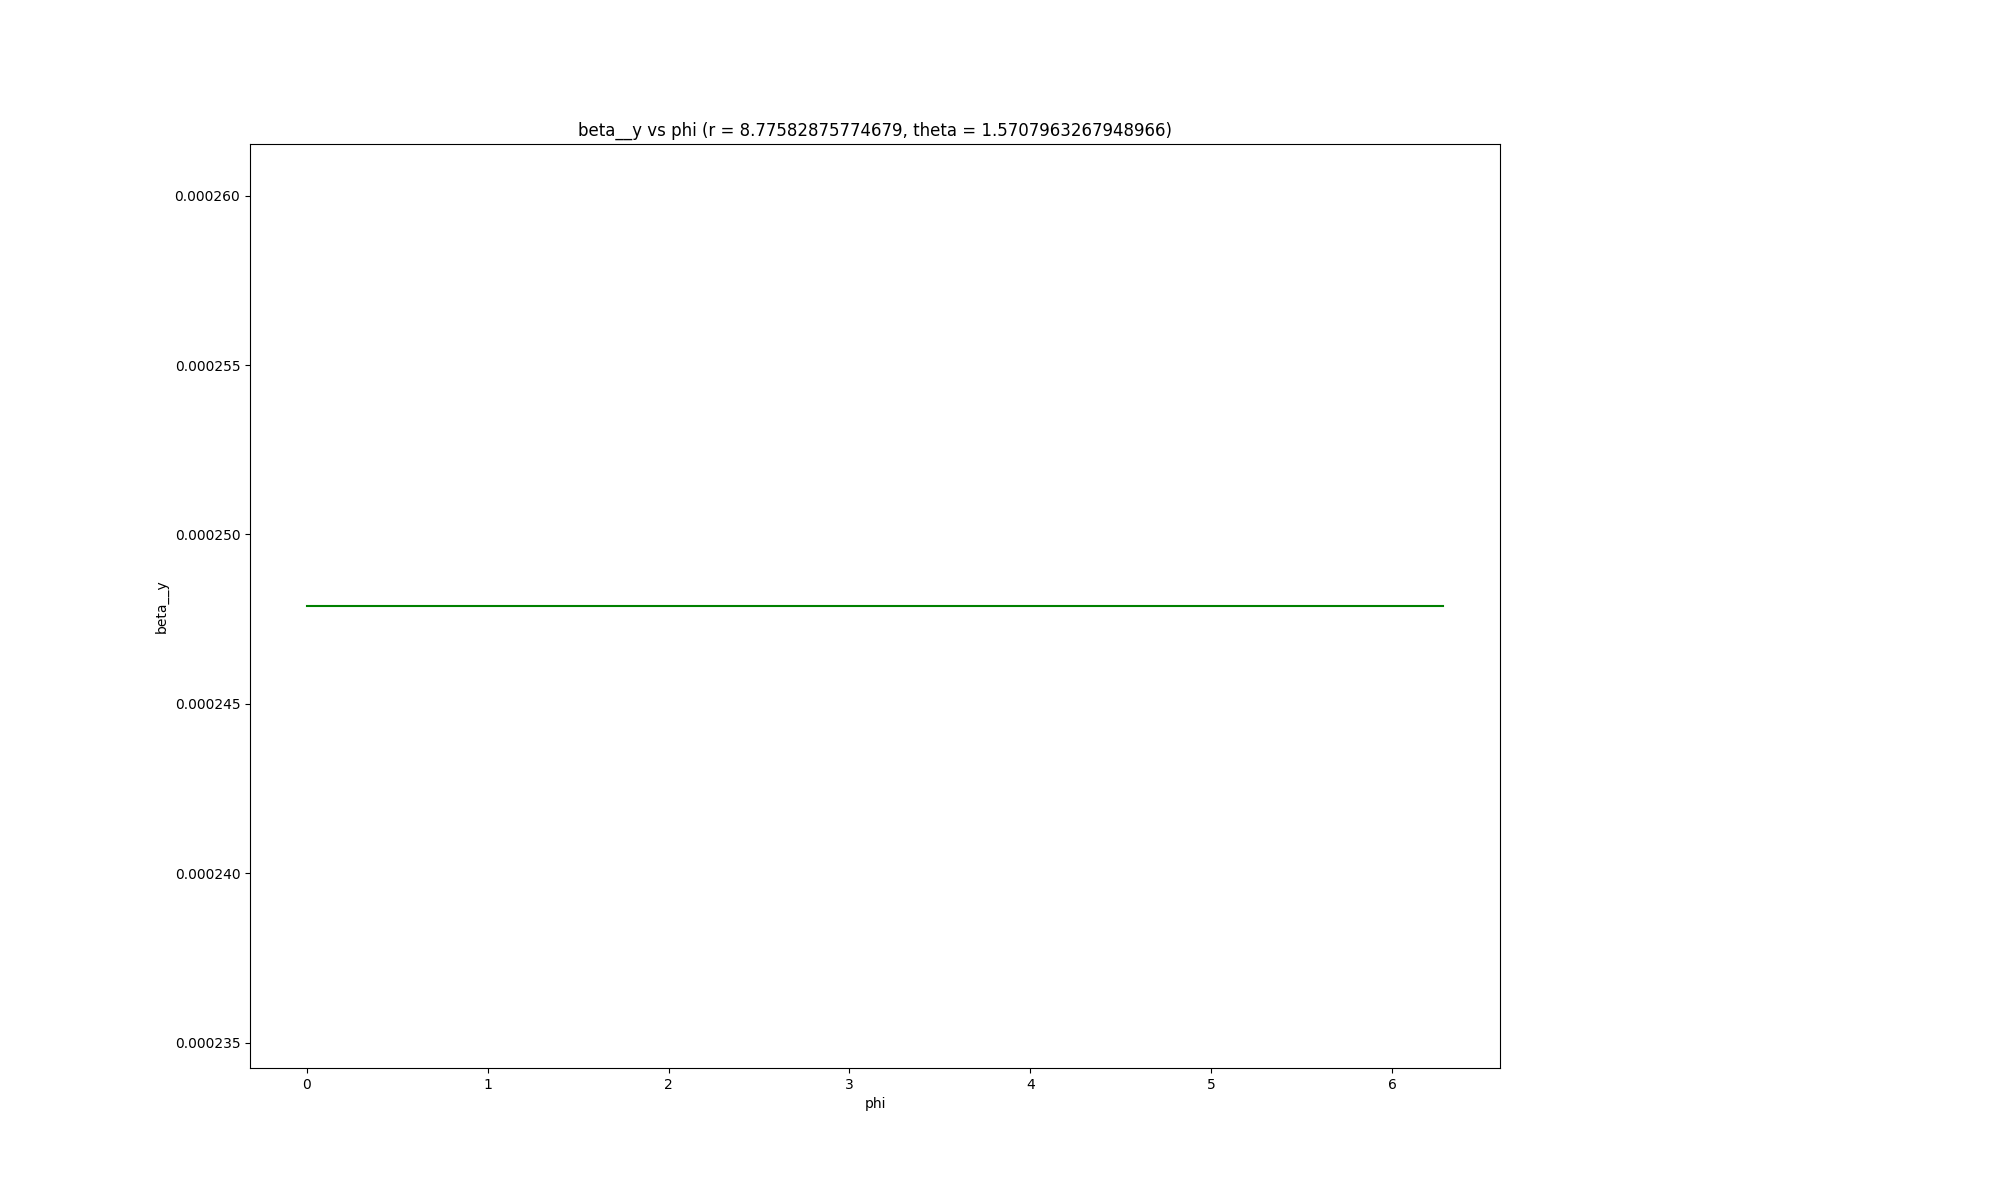 beta__y vs phi (r = 8.77582875774679, theta = 1.5707963267948966)
0.000260
0.000255
0.000250
0.000245
0.000240
0.000235
beta__y
0 1 2 3 4 5 6
phi